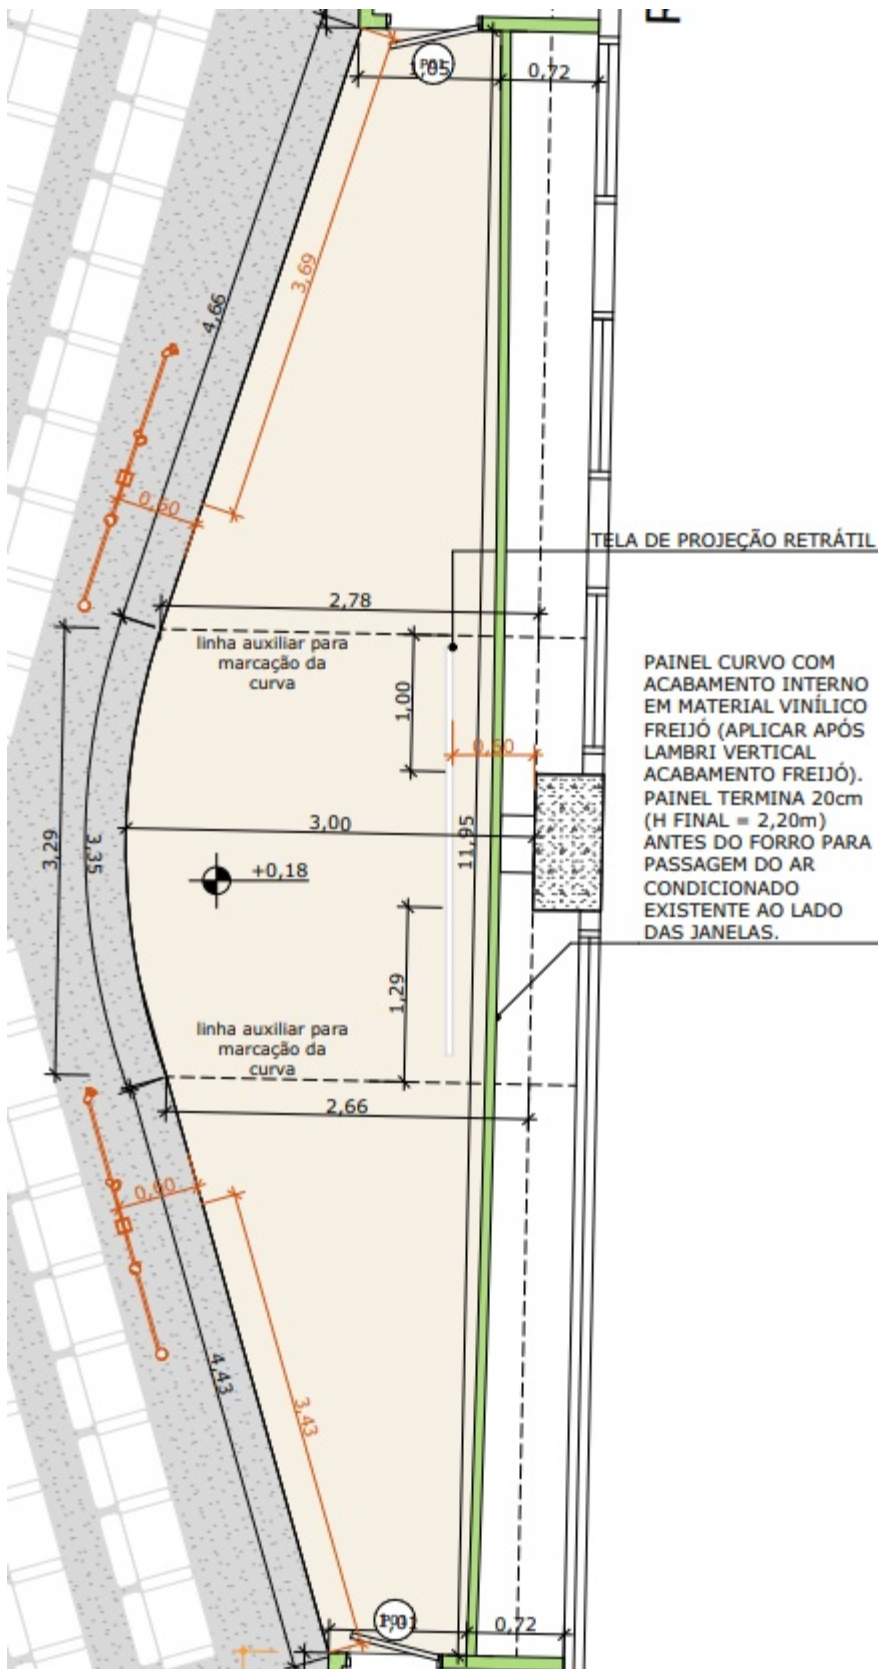 F
0,72
3,69
4,66
0,60
TELA DE PROJEÇÃO RETRÁTIL
2,78
linha auxiliar para
marcação da
curva
1,00
PAINEL CURVO COM
ACABAMENTO INTERNO
EM MATERIAL VINÍLICO
FREIJÓ (APLICAR APÓS
LAMBRI VERTICAL
ACABAMENTO FREIJÓ).
PAINEL TERMINA 20cm
(H FINAL = 2,20m)
ANTES DO FORRO PARA
PASSAGEM DO AR
CONDICIONADO
EXISTENTE AO LADO
DAS JANELAS.
0,60
3,00
11,95
3,29
3,35
+0,18
1,29
linha auxiliar para
marcação da
curva
2,66
0,60
4,43
3,43
0,72